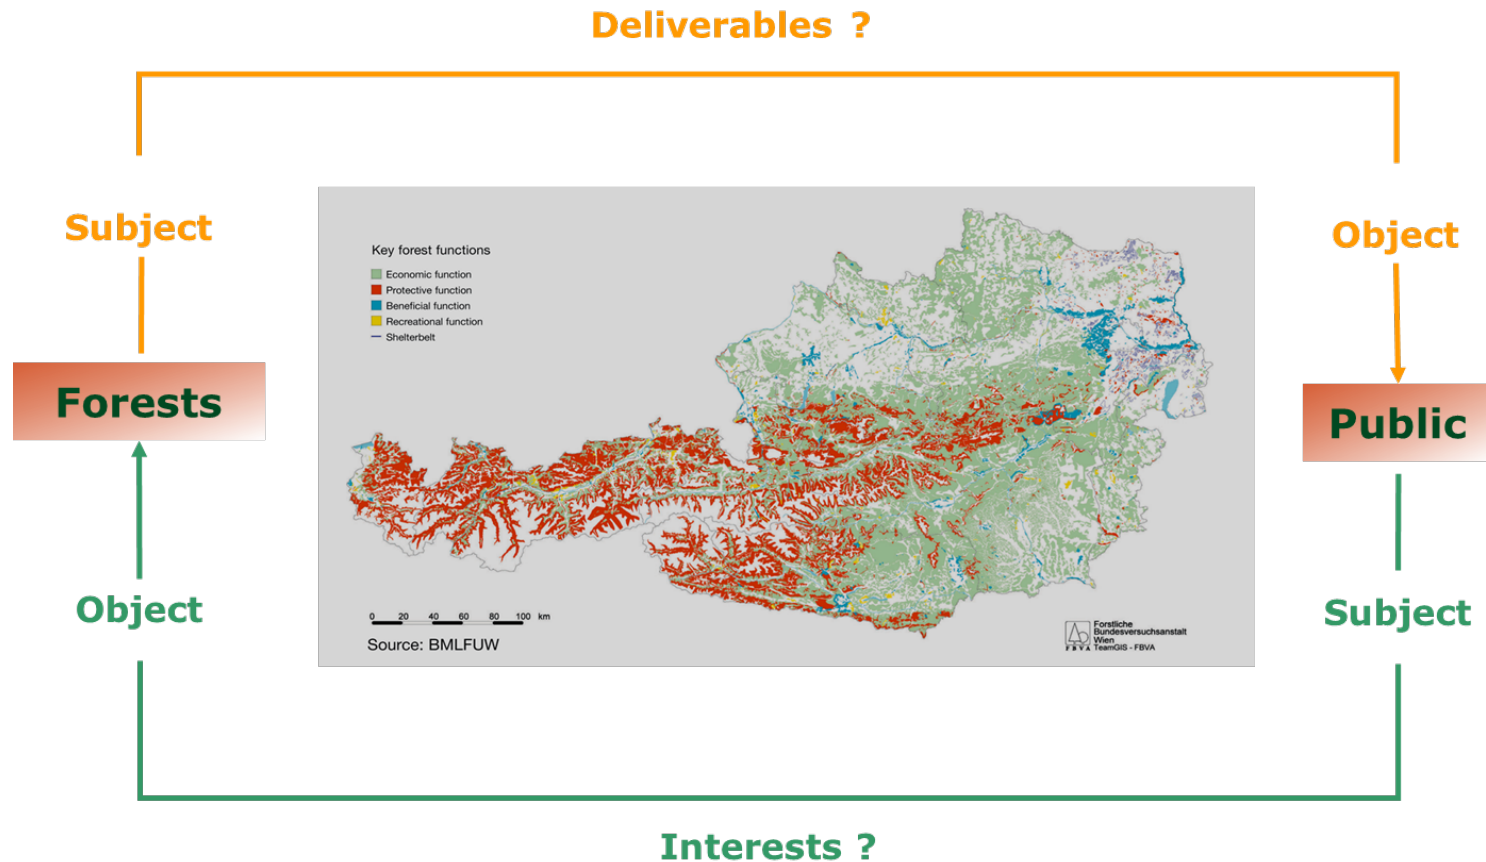 Deliverables ?
Subject
Object
Key forest functions
Economic function
Protective function
Beneficial function
Recreational function
Shelterbelt
Forests
Public
Object
Subject
0 20 40 60 80 100 km
Source: BMLFUW
Forstliche
Bundesversuchsanstalt
Wien
FBVA TeamGIS - FBVA
Interests ?